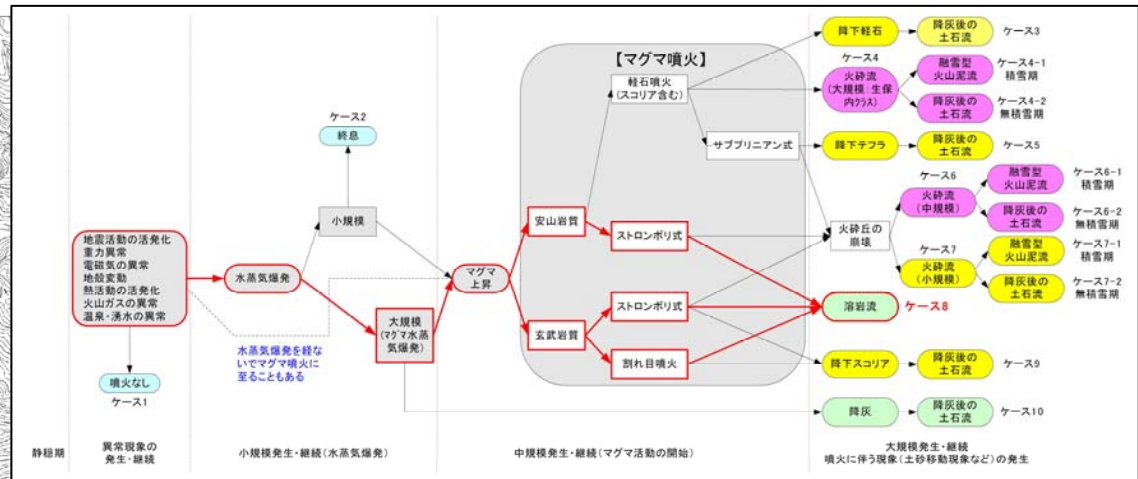 地震活動の活発化
重力異常
電磁気の異常
地殻変動
熱活動の活発化
火山ガスの異常
温泉・湧水の異常
噴火なし
ケース1
水蒸気爆発
ケース2
終息
小規模
大規模
(マグマ水蒸
気爆発)
水蒸気爆発を経な
いでマグマ噴火に
至ることもある
マグマ
上昇
【マグマ噴火】
軽石噴火
(スコリア含む)
サブプリニアン式
安山岩質
ストロンボリ式
玄武岩質
ストロンボリ式
割れ目噴火
降下軽石
降灰後の
土石流
ケース3
ケース4
火砕流
(大規模:生保
内クラス)
融雪型
火山泥流
ケース4-1
積雪期
降灰後の
土石流
ケース4-2
無積雪期
降下テフラ
降灰後の
土石流
ケース5
火砕丘の
崩壊
ケース6
火砕流
(中規模)
融雪型
火山泥流
ケース6-1
積雪期
降灰後の
土石流
ケース6-2
無積雪期
ケース7
火砕流
(小規模)
融雪型
火山泥流
ケース7-1
積雪期
降灰後の
土石流
ケース7-2
無積雪期
溶岩流
ケース8
降下スコリア
降灰後の
土石流
ケース9
降灰
降灰後の
土石流
ケース10
静穏期
異常現象の
発生・継続
小規模発生・継続(水蒸気爆発)
中規模発生・継続(マグマ活動の開始)
大規模発生・継続
噴火に伴う現象(土砂移動現象など)の発生